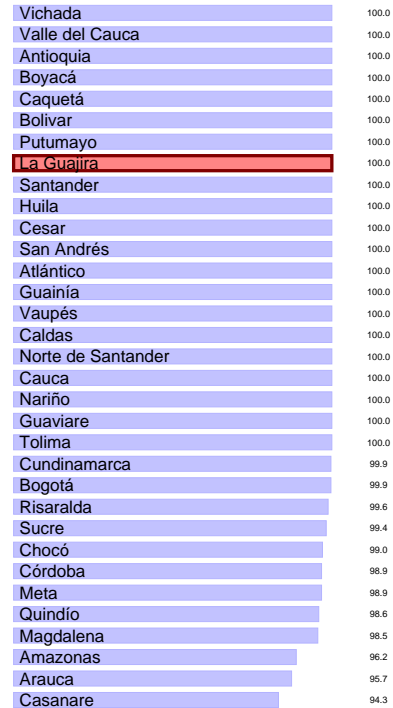 Vichada 100.0
Valle del Cauca 100.0
Antioquia 100.0
Boyacá 100.0
Caquetá 100.0
Bolivar 100.0
Putumayo 100.0
La Guajira 100.0
Santander 100.0
Huila 100.0
Cesar 100.0
San Andrés 100.0
Atlántico 100.0
Guainía 100.0
Vaupés 100.0
Caldas 100.0
Norte de Santander 100.0
Cauca 100.0
Nariño 100.0
Guaviare 100.0
Tolima 100.0
Cundinamarca 99.9
Bogotá 99.9
Risaralda 99.6
Sucre 99.4
Chocó 99.0
Córdoba 98.9
Meta 98.9
Quindío 98.6
Magdalena 98.5
Amazonas 96.2
Arauca 95.7
Casanare 94.3